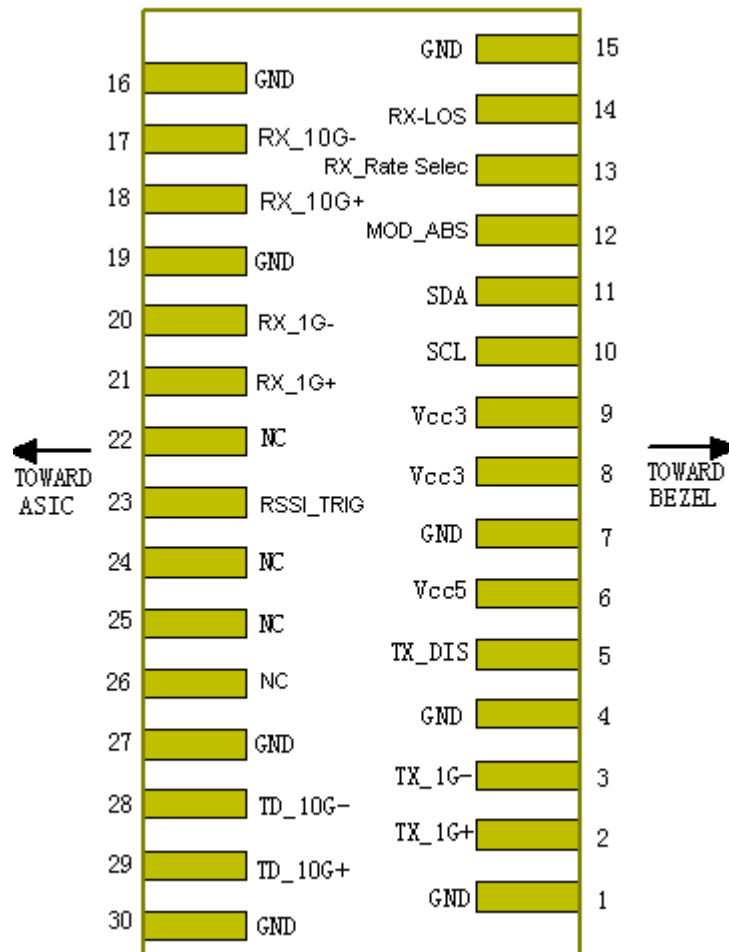 GND 15
16 GND
RX-LOS 14
17 RX_10G-
RX_Rate Selec 13
18 RX_10G+
MOD_ABS 12
19 GND
SDA 11
20 RX_1G-
SCL 10
21 RX_1G+
Vcc3 9
22 NC
TOWARD
ASIC
Vcc3 8
TOWARD
BEZEL
23 RSSI_TRIG
GND 7
24 NC
Vcc5 6
25 NC
TX_DIS 5
26 NC
GND 4
27 GND
TX_1G- 3
28 TD_10G-
TX_1G+ 2
29 TD_10G+
GND 1
30 GND